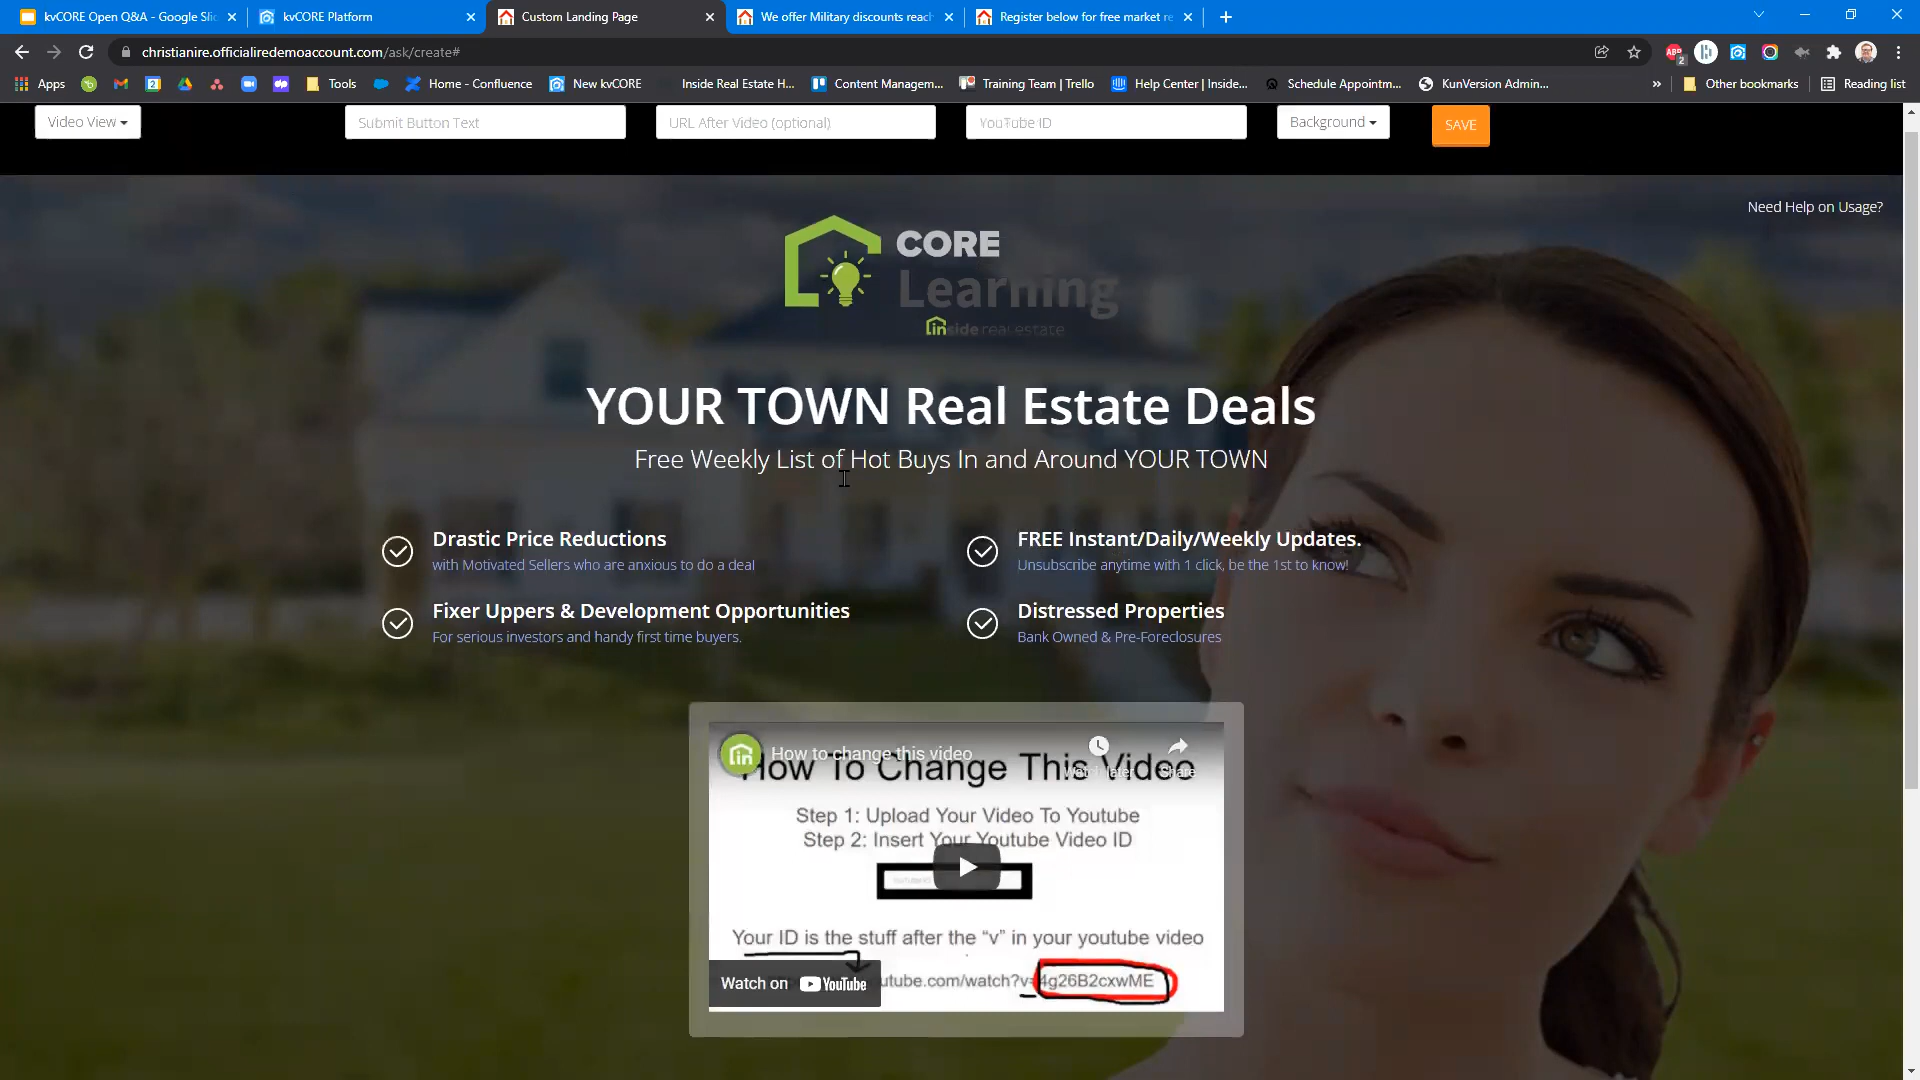 kvCORE Open Q&A - Google Slic
kvCORE Platform
Custom Landing Page
We offer Military discounts reach
Register below for free market re
christianire.officialiredemoaccount.com/ask/create#
Apps
Tools
Home - Confluence
New kvCORE
Inside Real Estate H...
Content Managem...
Training Team | Trello
Help Center | Inside...
Schedule Appointm...
KunVersion Admin...
»
Other bookmarks
Reading list
Video View
Submit Button Text
URL After Video (optional)
YouTube ID
Background
SAVE
Need Help on Usage?
CORE
Learning
inside real estate
YOUR TOWN Real Estate Deals
Free Weekly List of Hot Buys In and Around YOUR TOWN
Drastic Price Reductions
with Motivated Sellers who are anxious to do a deal
FREE Instant/Daily/Weekly Updates.
Unsubscribe anytime with 1 click, be the 1st to know!
Fixer Uppers & Development Opportunities
For serious investors and handy first time buyers.
Distressed Properties
Bank Owned & Pre-Foreclosures
How to change this video
Watch later
Share
How To Change This Video
Step 1: Upload Your Video To Youtube
Step 2: Insert Your Youtube Video ID
Your ID is the stuff after the "v" in your youtube video
Watch on YouTube
utube.com/watch?v=4g26B2cxwME